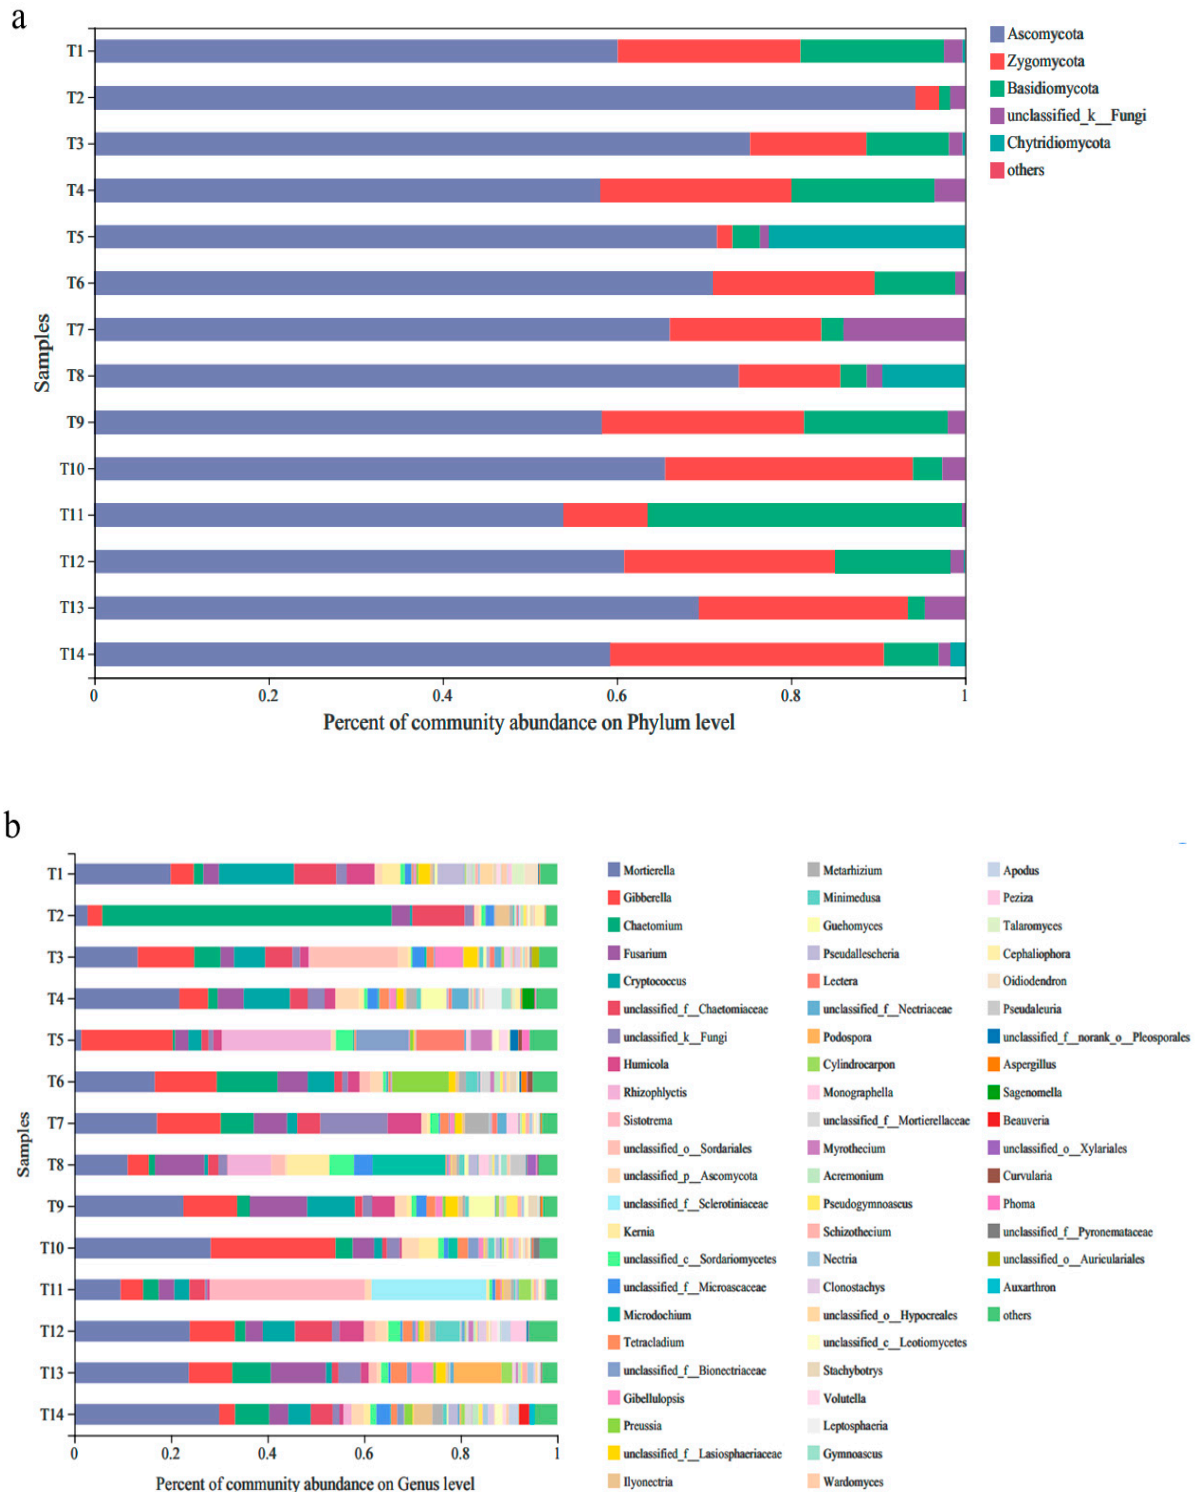 a
T1
T2
T3
T4
T5
T6
T7
T8
T9
T10
T11
T12
T13
T14
Samples
0 0.2 0.4 0.6 0.8 1
Percent of community abundance on Phylum level
Ascomycota
Zygomycota
Basidiomycota
unclassified_k__Fungi
Chytridiomycota
others
b
T1
T2
T3
T4
T5
T6
T7
T8
T9
T10
T11
T12
T13
T14
Samples
0 0.2 0.4 0.6 0.8 1
Percent of community abundance on Genus level
Mortierella
Gibberella
Chaetomium
Fusarium
Cryptococcus
unclassified_f__Chaetomiaceae
unclassified_k__Fungi
Humicola
Rhizophlyctis
Sistotrema
unclassified_o__Sordariales
unclassified_p__Ascomycota
unclassified_f__Sclerotiniaceae
Kernia
unclassified_c__Sordariomycetes
unclassified_f__Microascaceae
Microdochium
Tetracladium
unclassified_f__Bionectriaceae
Gibellulopsis
Preussia
unclassified_f__Lasiosphaeriaceae
Ilyonectria
Metarhizium
Minimedusa
Guehomyces
Pseudallescheria
Lectera
unclassified_f__Nectriaceae
Podospora
Cylindrocarpon
Monographella
unclassified_f__Mortierellaceae
Myrothecium
Acremonium
Pseudogymnoascus
Schizothecium
Nectria
Clonostachys
unclassified_o__Hypocreales
unclassified_c__Leotiomycetes
Stachybotrys
Volutella
Leptosphaeria
Gymnoascus
Wardomyces
Apodus
Peziza
Talaromyces
Cephaliophora
Oidiodendron
Pseudaleuria
unclassified_f__norank_o__Pleosporales
Aspergillus
Sagenomella
Beauveria
unclassified_o__Xylariales
Curvularia
Phoma
unclassified_f__Pyronemataceae
unclassified_o__Auriculariales
Auxarthron
others